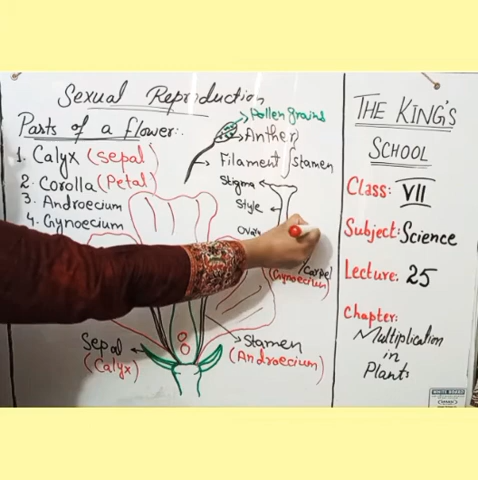 Sexual Reproduction
Parts of a flower:.
1. Calyx (Sepal)
2. Corolla (Petal)
3. Androecium
4. Gynoecium
Pollen grains
Anther
Filament
Stamen
Stigma
Style
Carpel
(Gynoecium)
Sepal
(Calyx)
Stamen
(Androecium)
THE KING'S
SCHOOL
Class: VII
Subject: Science
Lecture: 25
Chapter:
Multiplication
in
Plants
WHITE BOARD